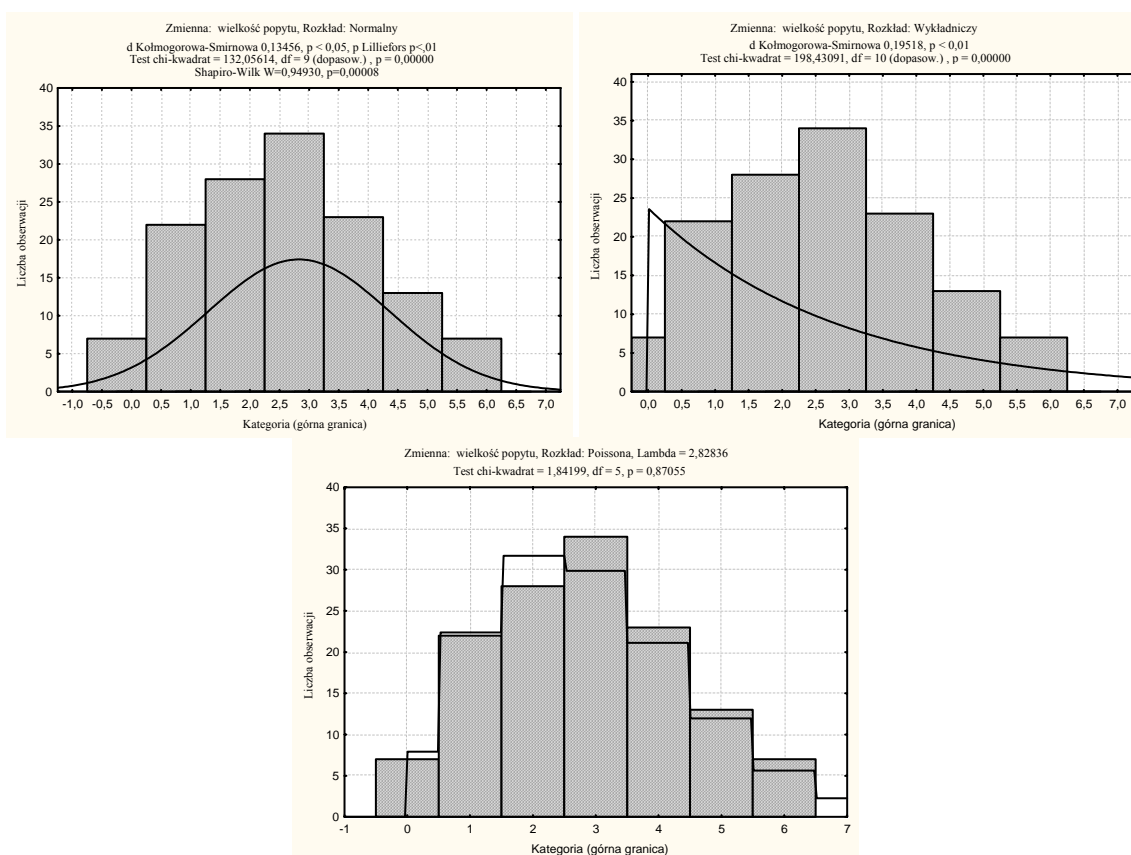 Zmienna: wielkość popytu, Rozkład: Normalny
d Kołmogorowa-Smirnowa 0,13456, p < 0,05, p Lilliefors p<,01
Test chi-kwadrat = 132,05614, df = 9 (dopasow.) , p = 0,00000
Shapiro-Wilk W=0,94930, p=0,00008
40
35
30
25
20
15
10
5
0
Liczba obserwacji
-1,0 -0,5 0,0 0,5 1,0 1,5 2,0 2,5 3,0 3,5 4,0 4,5 5,0 5,5 6,0 6,5 7,0
Kategoria (górna granica)
Zmienna: wielkość popytu, Rozkład: Wykładniczy
d Kołmogorowa-Smirnowa 0,19518, p < 0,01
Test chi-kwadrat = 198,43091, df = 10 (dopasow.) , p = 0,00000
40
35
30
25
20
15
10
5
0
Liczba obserwacji
0,0 0,5 1,0 1,5 2,0 2,5 3,0 3,5 4,0 4,5 5,0 5,5 6,0 6,5 7,0
Kategoria (górna granica)
Zmienna: wielkość popytu, Rozkład: Poissona, Lambda = 2,82836
Test chi-kwadrat = 1,84199, df = 5, p = 0,87055
40
35
30
25
20
15
10
5
0
Liczba obserwacji
-1 0 1 2 3 4 5 6 7
Kategoria (górna granica)